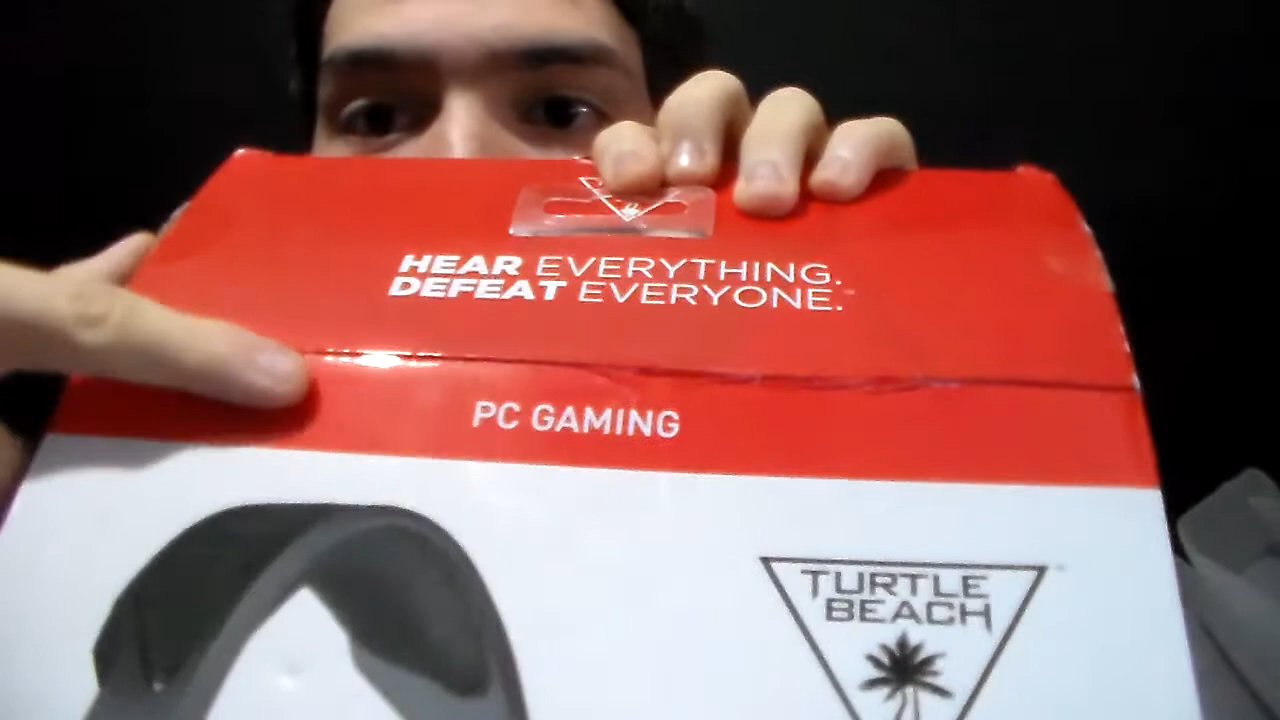 HEAR EVERYTHING.
DEFEAT EVERYONE.
PC GAMING
TURTLE
BEACH